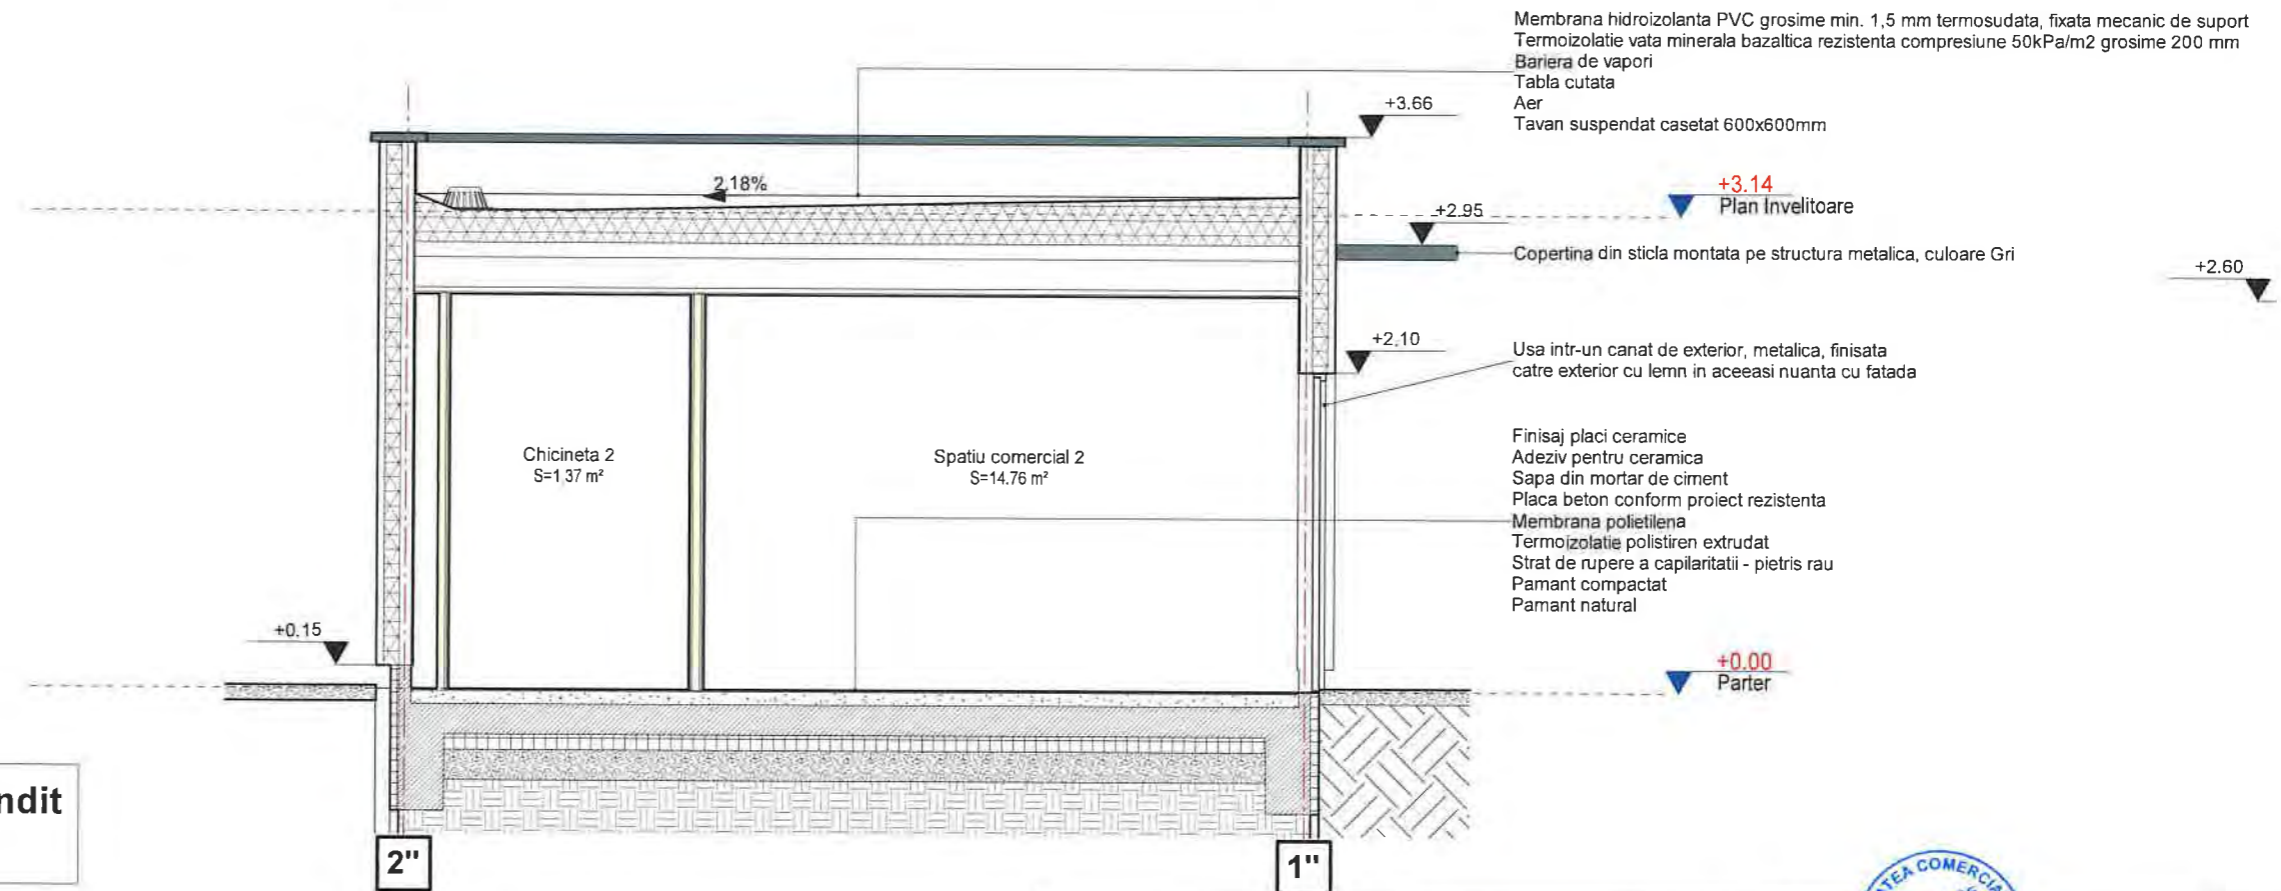 Membrana hidroizolanta PVC grosime min. 1,5 mm termosudata, fixata mecanic de suport
Termoizolatie vata minerala bazaltica rezistenta compresiune 50kPa/m2 grosime 200 mm
Bariera de vapori
Tabla cutata
Aer
Tavan suspendat casetat 600x600mm
+3.66
2,18%
+3.14
Plan Invelitoare
+2.95
Copertina din sticla montata pe structura metalica, culoare Gri
+2.60
+2,10
Usa intr-un canat de exterior, metalica, finisata
catre exterior cu lemn in aceeasi nuanta cu fatada
Chicineta 2
S=1,37 m²
Spatiu comercial 2
S=14.76 m²
Finisaj placi ceramice
Adeziv pentru ceramica
Sapa din mortar de ciment
Placa beton conform proiect rezistenta
Membrana polietilena
Termoizolatie polistiren extrudat
Strat de rupere a capilaritatii - pietris rau
Pamant compactat
Pamant natural
+0.15
+0.00
Parter
ndit
2"
1"
TEA COMERCIA